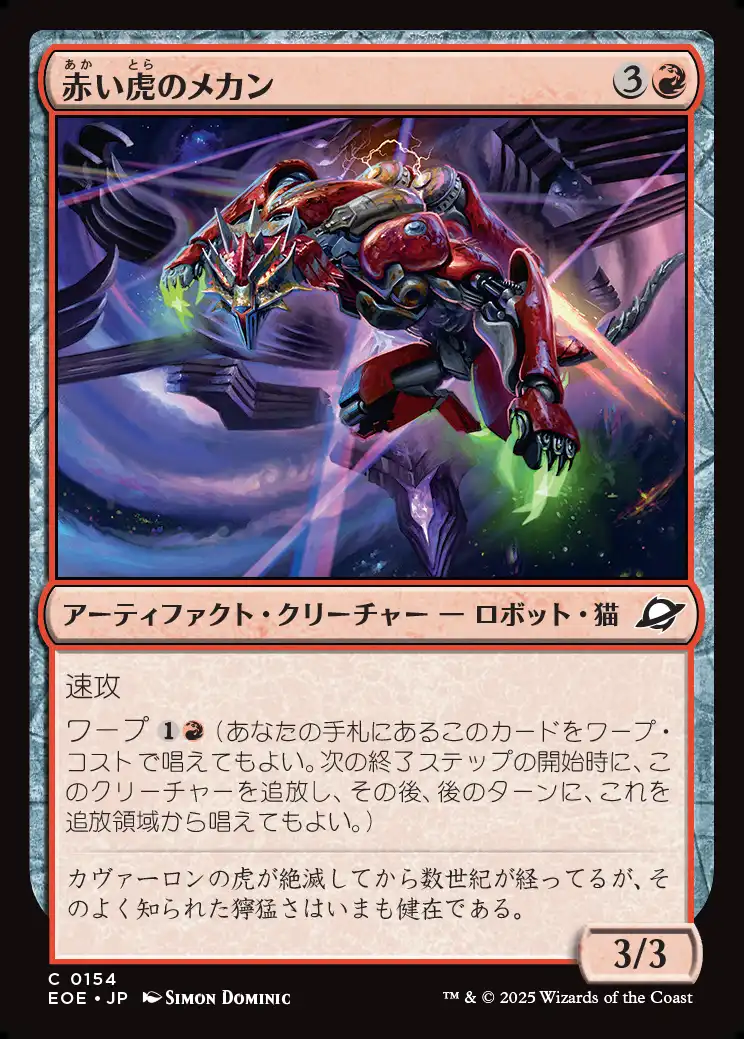 あか とら
赤い虎のメカン 3
アーティファクト・クリーチャー — ロボット・猫
速攻
ワープ 1（あなたの手札にあるこのカードをワープ・
コストで唱えてもよい。次の終了ステップの開始時に、こ
のクリーチャーを追放し、その後、後のターンに、これを
追放領域から唱えてもよい。）
カヴァーロンの虎が絶滅してから数世紀が経ってるが、そ
のよく知られた獰猛さはいまも健在である。
3/3
C 0154
EOE • JP SIMON DOMINIC
™ & © 2025 Wizards of the Coast